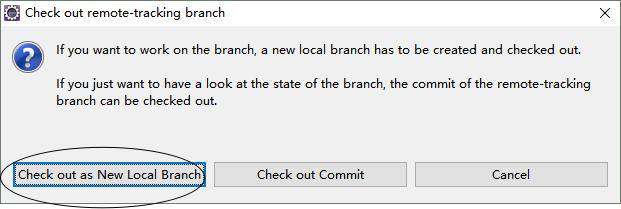 Check out remote-tracking branch
If you want to work on the branch, a new local branch has to be created and checked out.
If you just want to have a look at the state of the branch, the commit of the remote-tracking
branch can be checked out.
Check out as New Local Branch
Check out Commit
Cancel